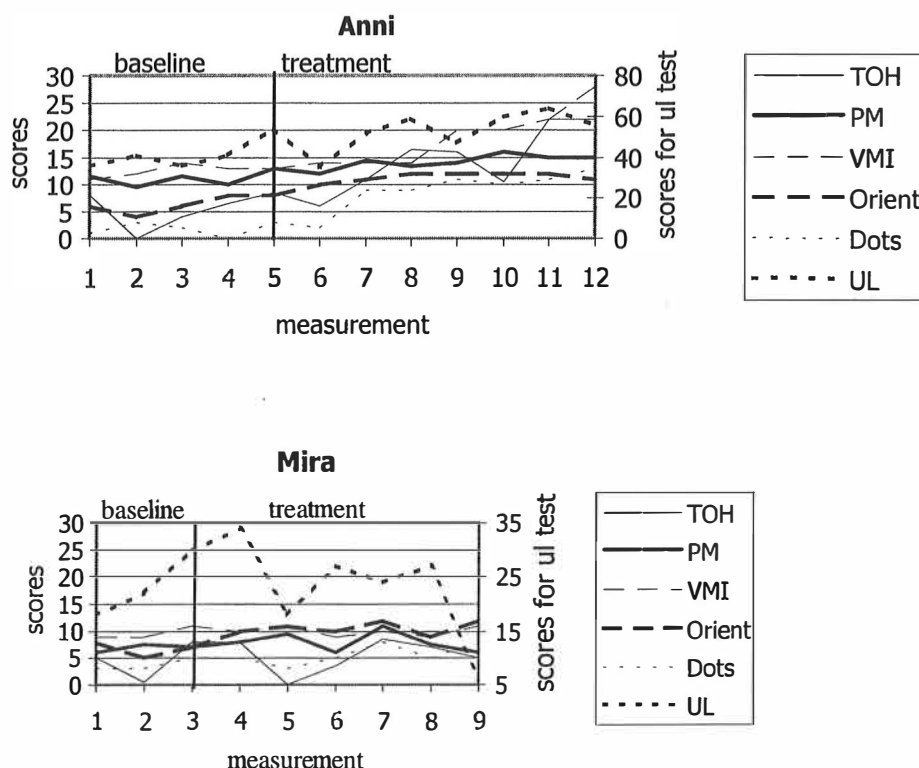 Anni
baseline treatment
30 80
25
20 60
15 40
10
5 20
0 0
scores
scores for ul test
1 2 3 4 5 6 7 8 9 10 11 12
measurement
TOH
PM
VMI
Orient
Dots
UL
Mira
baseline treatment
30 35
25
20 25
15
10 15
5
0 5
scores
scores for ul test
1 2 3 4 5 6 7 8 9
measurement
TOH
PM
VMI
Orient
Dots
UL